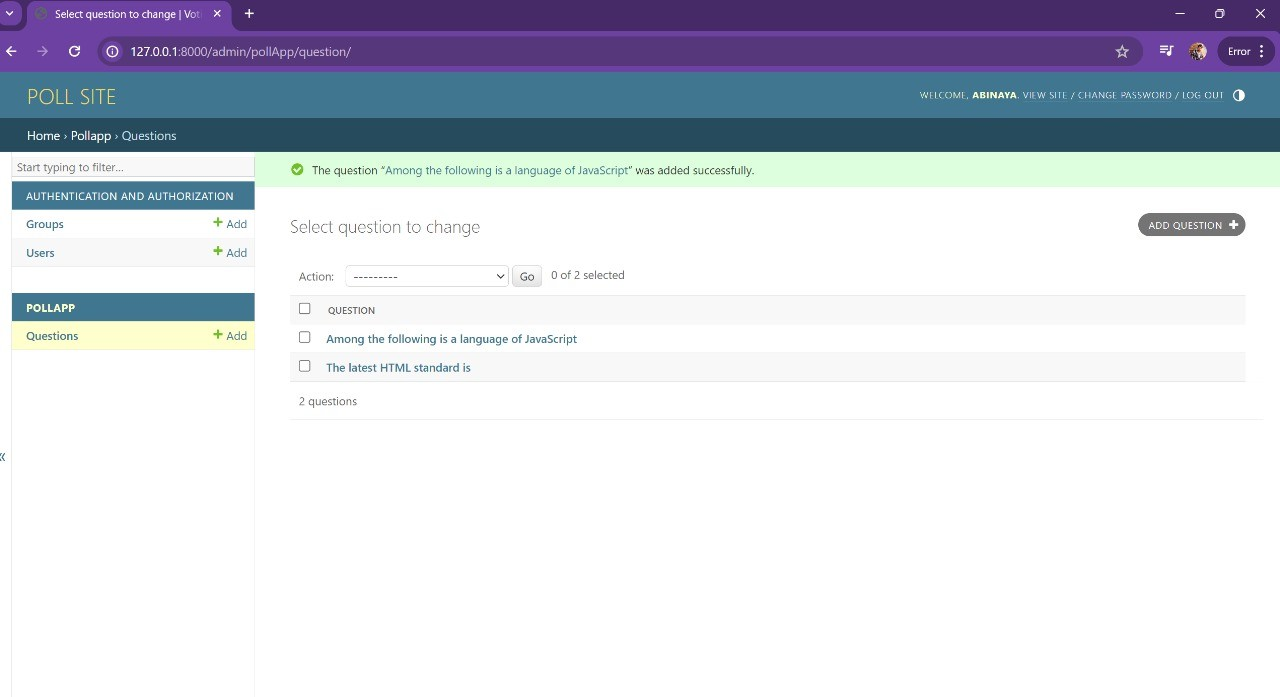 Select question to change | Vot
127.0.0.1:8000/admin/pollApp/question/
Error
POLL SITE
WELCOME, ABINAYA. VIEW SITE / CHANGE PASSWORD / LOG OUT
Home › Pollapp › Questions
Start typing to filter...
The question “Among the following is a language of JavaScript” was added successfully.
AUTHENTICATION AND AUTHORIZATION
Groups + Add
Users + Add
POLLAPP
Questions + Add
Select question to change
ADD QUESTION +
Action: --------- Go 0 of 2 selected
QUESTION
Among the following is a language of JavaScript
The latest HTML standard is
2 questions
«